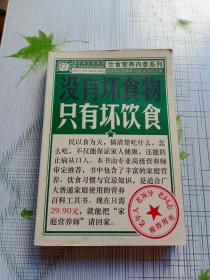 饮食营养内参系列
没有坏食物
只有坏饮食
民以食为天，搞清楚吃什么，怎
么吃，不仅能保证家人健康，还能防
止病从口入。本书由专业高级营养师
审定推荐，书中包含了丰富的家庭营
养、饮食习惯与宜忌知识，是适合广
大普通家庭使用的营养
百科工具书，现在只需
29.90元，就能把“家
庭营养师”请回家。